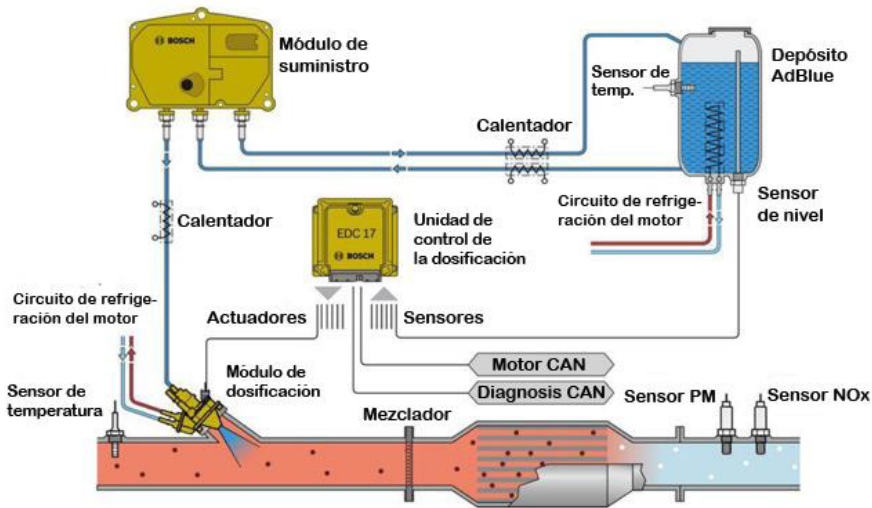 BOSCH
Módulo de
suministro
Depósito
AdBlue
Sensor de
temp.
Calentador
Calentador
Circuito de refrige-
ración del motor
Sensor
de nivel
EDC 17
BOSCH
Unidad de
control de
la dosificación
Circuito de refrige-
ración del motor
Actuadores
Sensores
Módulo de
dosificación
Motor CAN
Diagnosis CAN
Sensor de
temperatura
Mezclador
Sensor PM
Sensor NOx